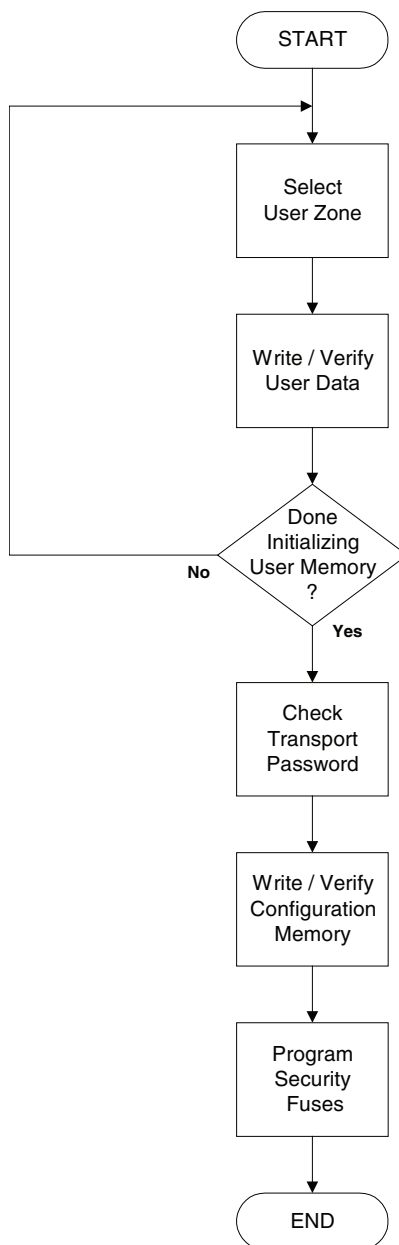 START
Select
User Zone
Write / Verify
User Data
Done
Initializing
User Memory
?
No
Yes
Check
Transport
Password
Write / Verify
Configuration
Memory
Program
Security
Fuses
END